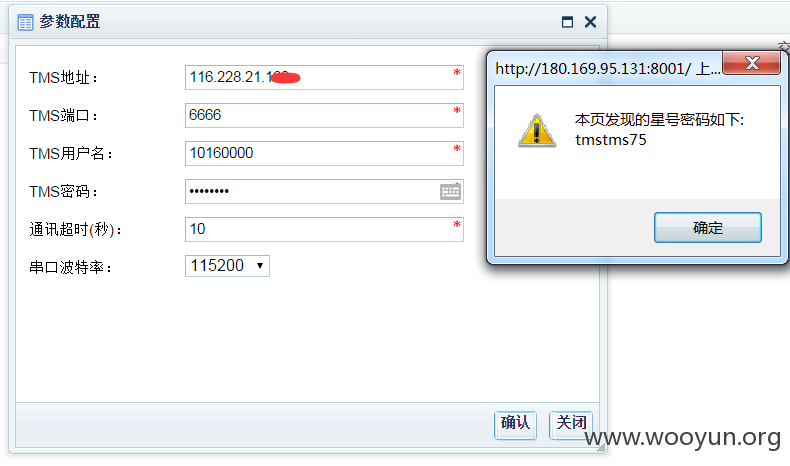 参数配置
TMS地址：
116.228.21.1
*
TMS端口：
6666
*
TMS用户名：
10160000
*
TMS密码：
••••••••
通讯超时(秒)：
10
*
串口波特率：
115200
确认
关闭
http://180.169.95.131:8001/ 上...
本页发现的星号密码如下:
tmstms75
确定
www.wooyun.org